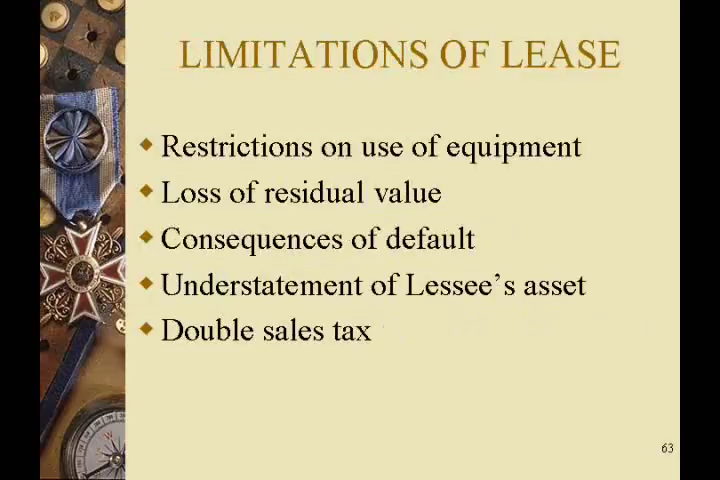 LIMITATIONS OF LEASE
Restrictions on use of equipment
Loss of residual value
Consequences of default
Understatement of Lessee’s asset
Double sales tax
63